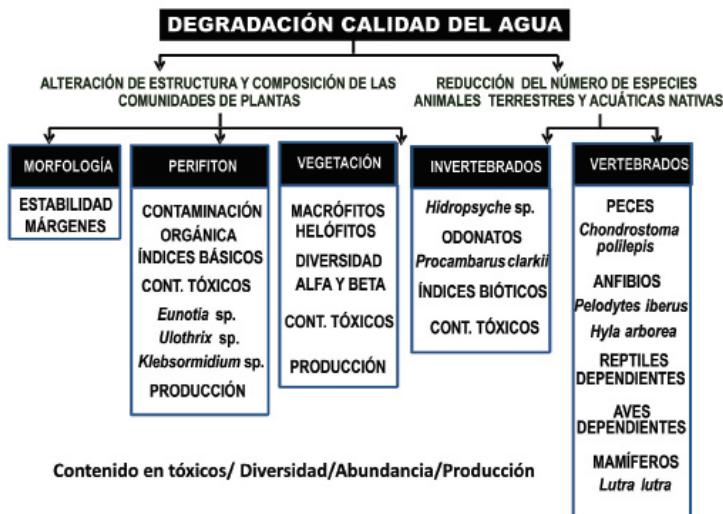 DEGRADACIÓN CALIDAD DEL AGUA
ALTERACIÓN DE ESTRUCTURA Y COMPOSICIÓN DE LAS
COMUNIDADES DE PLANTAS
REDUCCIÓN DEL NÚMERO DE ESPECIES
ANIMALES TERRESTRES Y ACUÁTICAS NATIVAS
MORFOLOGÍA
ESTABILIDAD
MÁRGENES
PERIFITON
CONTAMINACIÓN
ORGÁNICA
ÍNDICES BÁSICOS
CONT. TÓXICOS
Eunotia sp.
Ulothrix sp.
Klebsormidium sp.
PRODUCCIÓN
VEGETACIÓN
MACRÓFITOS
HELÓFITOS
DIVERSIDAD
ALFA Y BETA
CONT. TÓXICOS
PRODUCCIÓN
INVERTEBRADOS
Hidropsyche sp.
ODONATOS
Procambarus clarkii
ÍNDICES BIÓTICOS
CONT. TÓXICOS
VERTEBRADOS
PECES
Chondrostoma
polilepis
ANFIBIOS
Pelodytes iberus
Hyla arborea
REPTILES
DEPENDIENTES
AVES
DEPENDIENTES
MAMÍFEROS
Lutra lutra
Contenido en tóxicos/ Diversidad/Abundancia/Producción